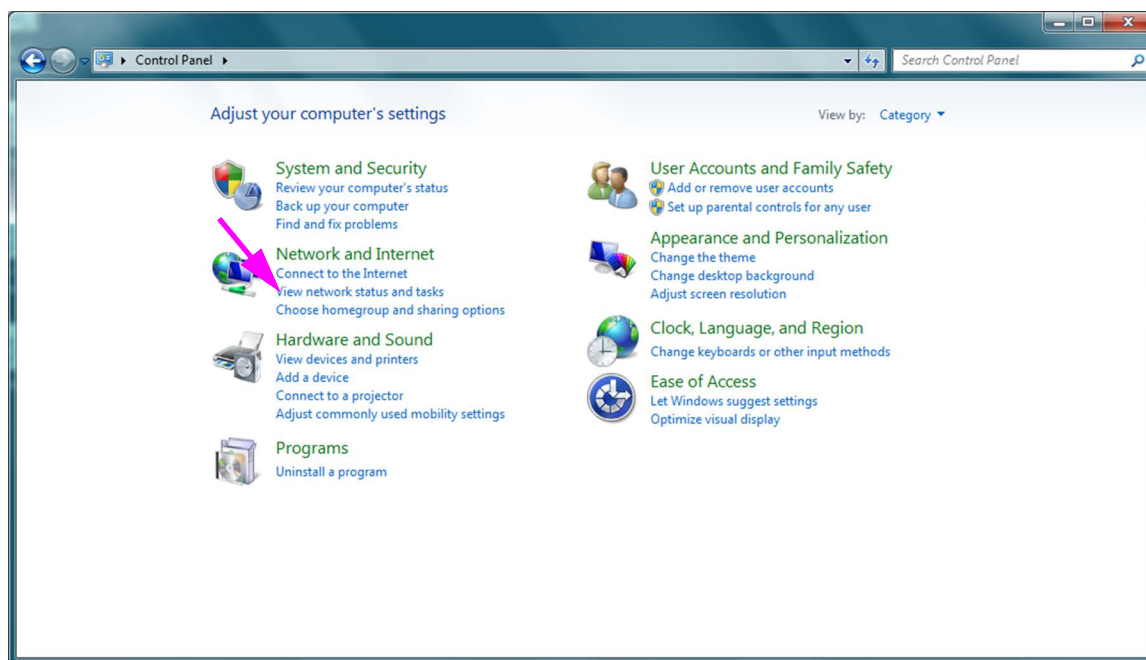 Control Panel
Search Control Panel
Adjust your computer's settings
View by: Category
System and Security
Review your computer's status
Back up your computer
Find and fix problems
Network and Internet
Connect to the Internet
View network status and tasks
Choose homegroup and sharing options
Hardware and Sound
View devices and printers
Add a device
Connect to a projector
Adjust commonly used mobility settings
Programs
Uninstall a program
User Accounts and Family Safety
Add or remove user accounts
Set up parental controls for any user
Appearance and Personalization
Change the theme
Change desktop background
Adjust screen resolution
Clock, Language, and Region
Change keyboards or other input methods
Ease of Access
Let Windows suggest settings
Optimize visual display